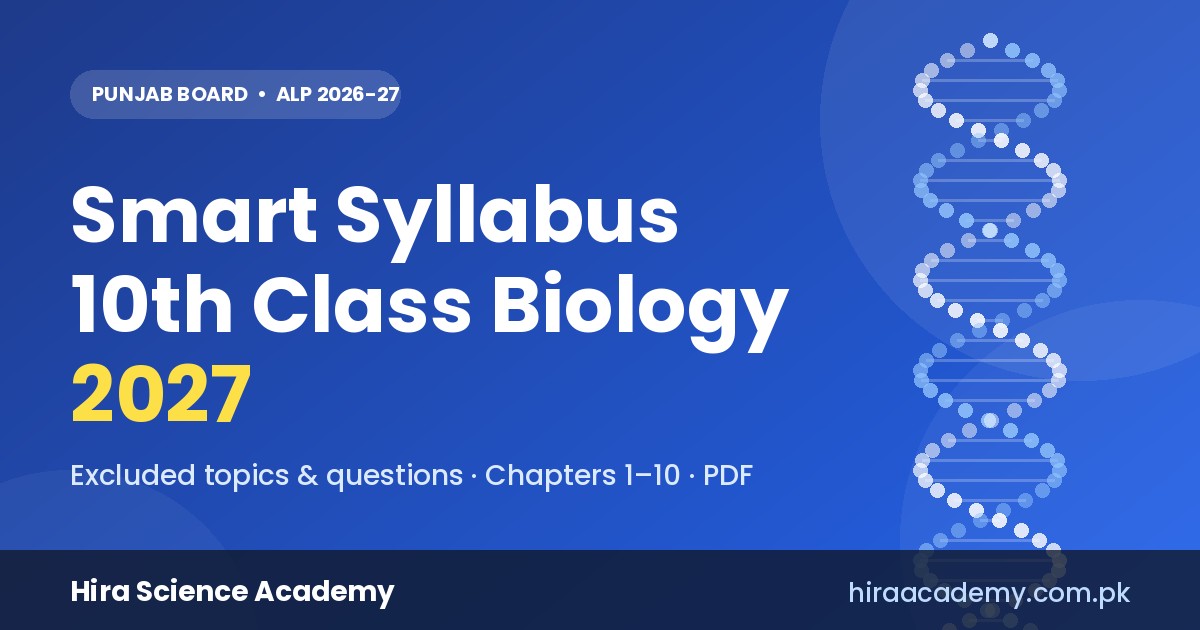 PUNJAB BOARD • ALP 2026-27
Smart Syllabus
10th Class Biology
2027
Excluded topics & questions · Chapters 1–10 · PDF
Hira Science Academy
hiraacademy.com.pk